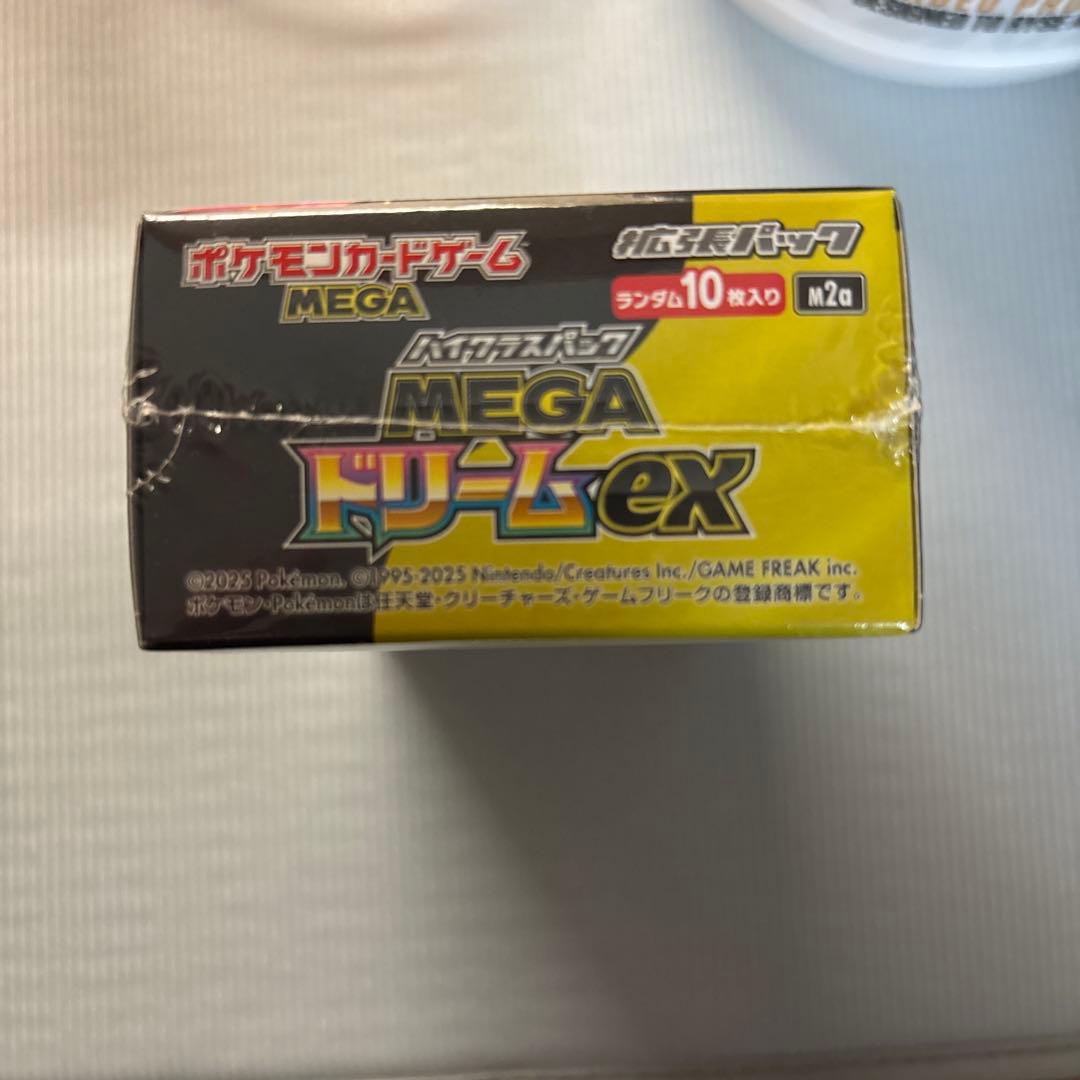 DESIGNED TO
ポケモンカードゲーム
MEGA
拡張パック
ランダム10枚入り
M2a
ハイクラスパック
MEGA
ドリームex
©2025 Pokémon. ©1995-2025 Nintendo/Creatures Inc./GAME FREAK inc.
ポケモン・Pokémonは任天堂・クリーチャーズ・ゲームフリークの登録商標です。